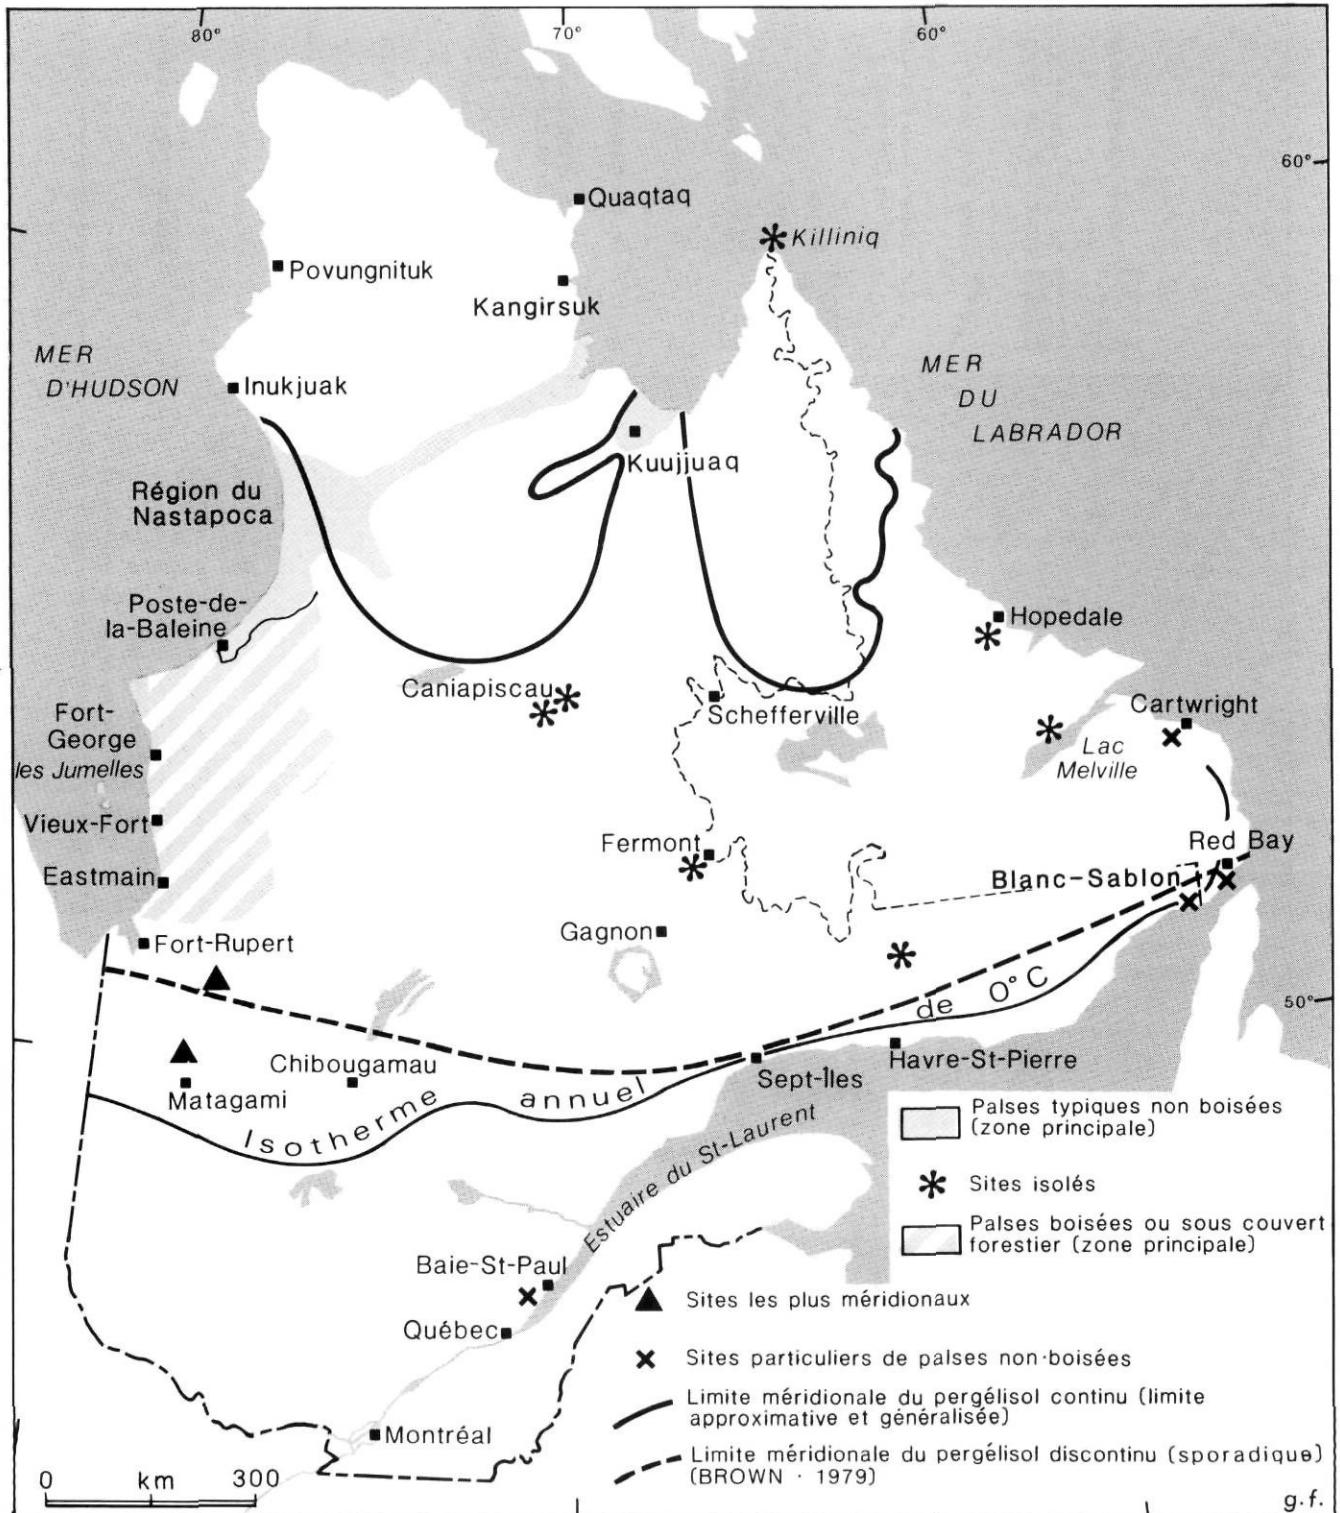 80°
70°
60°
60°
Quaqtaq
Killiniq
Povungnituk
Kangirsuk
MER
D'HUDSON
MER
DU
LABRADOR
Inukjuak
Kuujjuaq
Région du
Nastapoca
Poste-de-
la-Baleine
Hopedale
Caniapiscau
Schefferville
Cartwright
Fort-
George
les Jumelles
Lac
Melville
Vieux-Fort
Fermont
Red Bay
Eastmain
Blanc-Sablon
Gagnon
Fort-Rupert
50°
Isotherme annuel de 0°C
Chibougamau
Matagami
Sept-Îles
Havre-St-Pierre
Estuaire du St-Laurent
Palses typiques non boisées
(zone principale)
Sites isolés
Palses boisées ou sous couvert
forestier (zone principale)
Baie-St-Paul
Québec
Montréal
Sites les plus méridionaux
Sites particuliers de palses non-boisées
Limite méridionale du pergélisol continu (limite
approximative et généralisée)
Limite méridionale du pergélisol discontinu (sporadique)
(BROWN · 1979)
0 km 300
g.f.